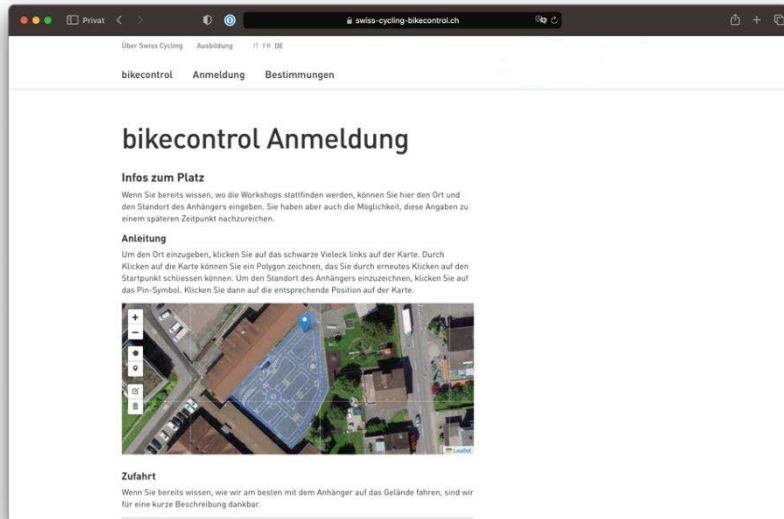 Privat
swiss-cycling-bikecontrol.ch
Über Swiss Cycling Ausbildung IT FR DE
bikecontrol Anmeldung Bestimmungen
bikecontrol Anmeldung
Infos zum Platz
Wenn Sie bereits wissen, wo die Workshops stattfinden werden, können Sie hier den Ort und
den Standort des Anhängers eingeben. Sie haben aber auch die Möglichkeit, diese Angaben zu
einem späteren Zeitpunkt nachzureichen.
Anleitung
Um den Ort einzugeben, klicken Sie auf das schwarze Vieleck links auf der Karte. Durch
Klicken auf die Karte können Sie ein Polygon zeichnen, das Sie durch erneutes Klicken auf den
Startpunkt schliessen können. Um den Standort des Anhängers einzuzeichnen, klicken Sie auf
das Pin-Symbol. Klicken Sie dann auf die entsprechende Position auf der Karte.
+
−
Leaflet
Zufahrt
Wenn Sie bereits wissen, wie wir am besten mit dem Anhänger auf das Gelände fahren, sind wir
für eine kurze Beschreibung dankbar.